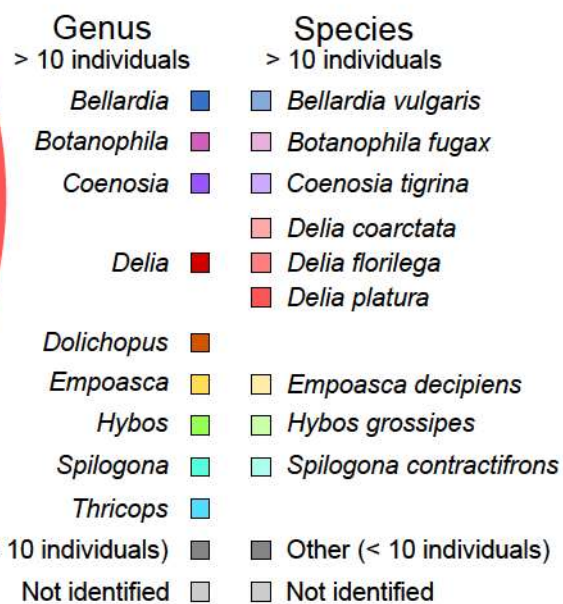 Genus Species
> 10 individuals > 10 individuals
Bellardia Bellardia vulgaris
Botanophila Botanophila fugax
Coenosia Coenosia tigrina
Delia coarctata
Delia Delia florilega
Delia platura
Dolichopus
Empoasca Empoasca decipiens
Hybos Hybos grossipes
Spilogona Spilogona contractifrons
Thricops
10 individuals) Other (< 10 individuals)
Not identified Not identified